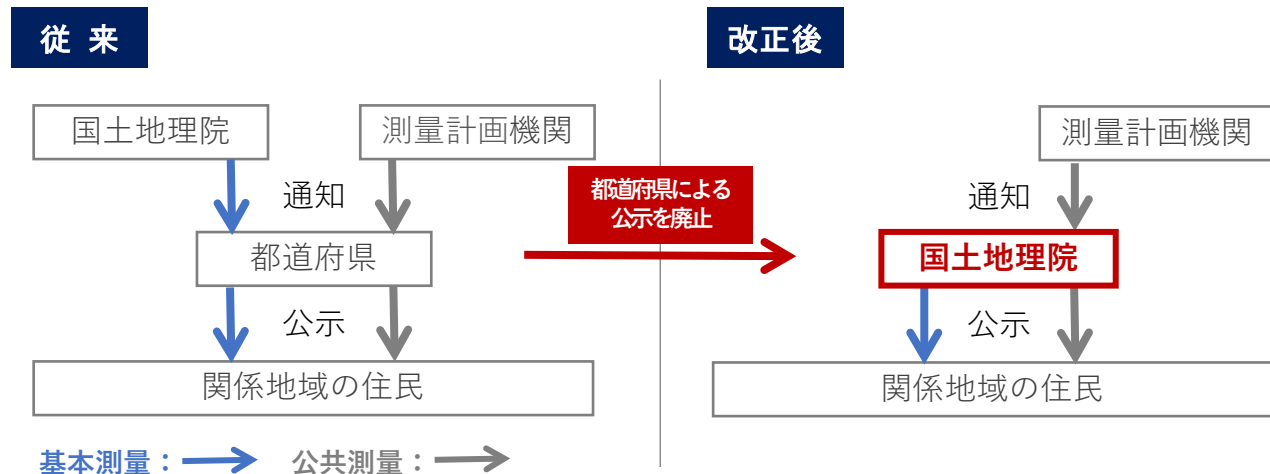 従 来
国土地理院
測量計画機関
通知
都道府県
公示
関係地域の住民
基本測量：
公共測量：
都道府県による
公示を廃止
改正後
測量計画機関
通知
国土地理院
公示
関係地域の住民